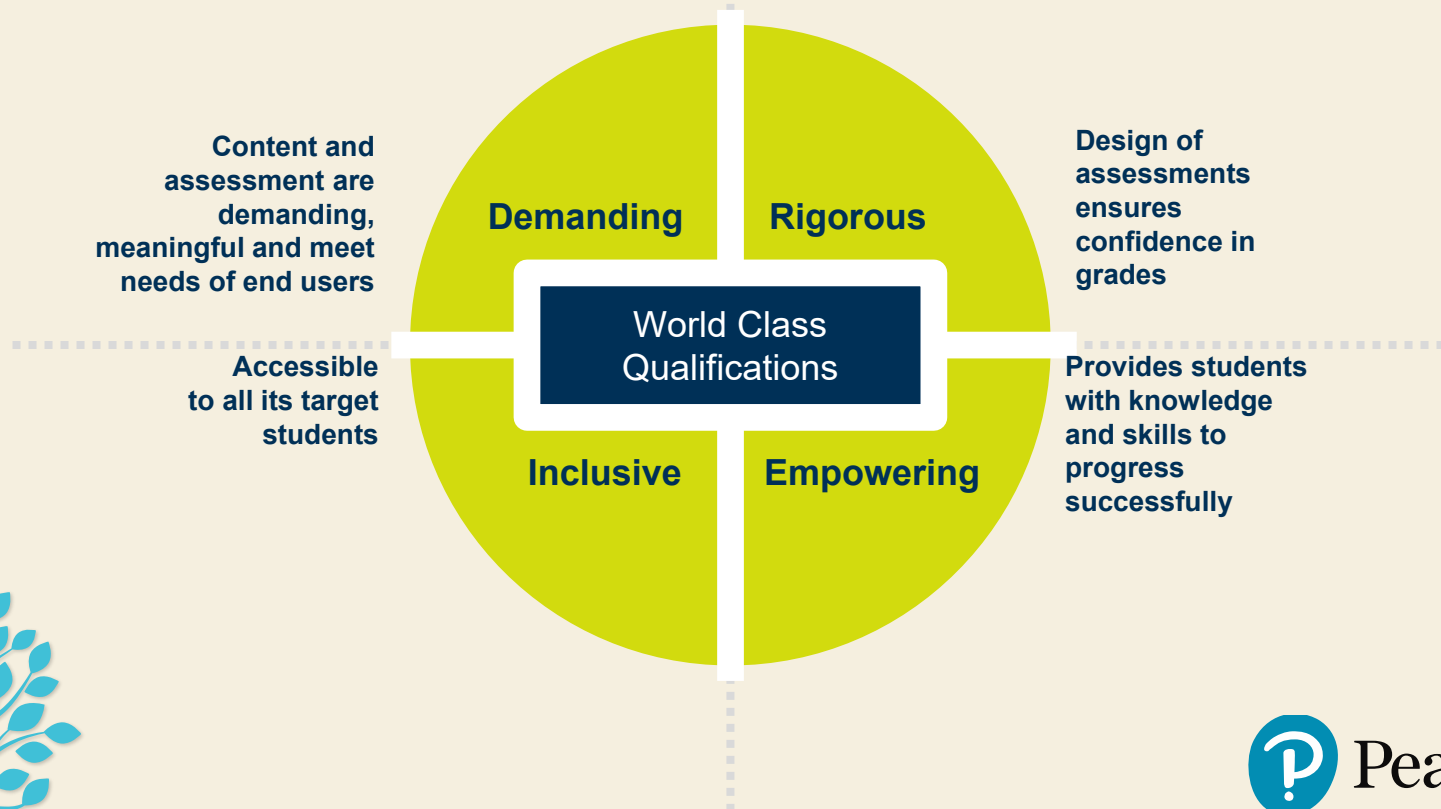 Content and
assessment are
demanding,
meaningful and meet
needs of end users
Demanding
Rigorous
Design of
assessments
ensures
confidence in
grades
World Class
Qualifications
Accessible
to all its target
students
Inclusive
Empowering
Provides students
with knowledge
and skills to
progress
successfully
P Pea